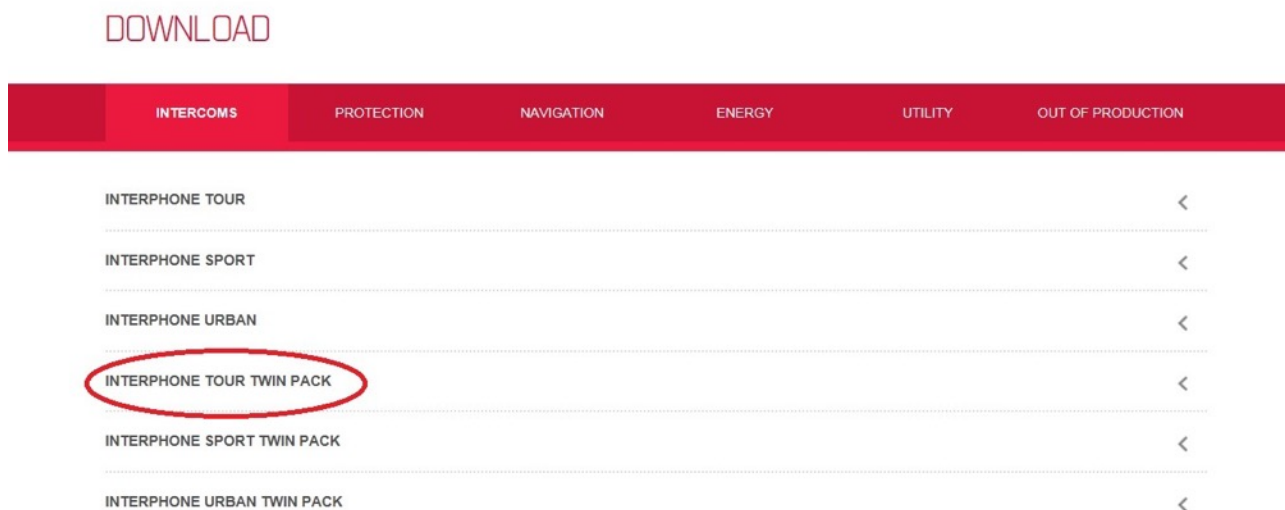 DOWNLOAD
INTERCOMS PROTECTION NAVIGATION ENERGY UTILITY OUT OF PRODUCTION
INTERPHONE TOUR
INTERPHONE SPORT
INTERPHONE URBAN
INTERPHONE TOUR TWIN PACK
INTERPHONE SPORT TWIN PACK
INTERPHONE URBAN TWIN PACK